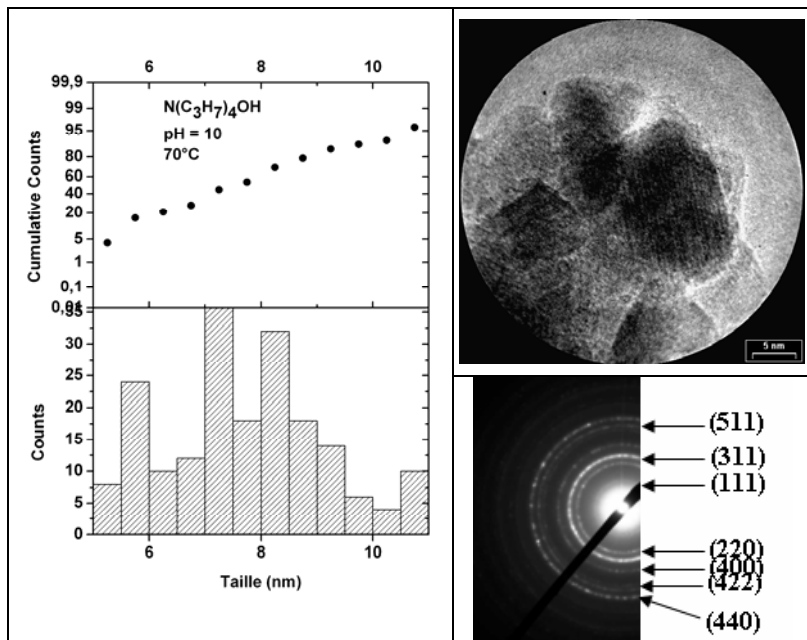 6 8 10
99,9
99
95
80
60
40
20
5
1
0,1
0,01
Cumulative Counts
N(C₃H₇)₄OH
pH = 10
70°C
35
30
25
20
15
10
5
0
Counts
6 8 10
Taille (nm)
5 nm
(511)
(311)
(111)
(220)
(400)
(422)
(440)